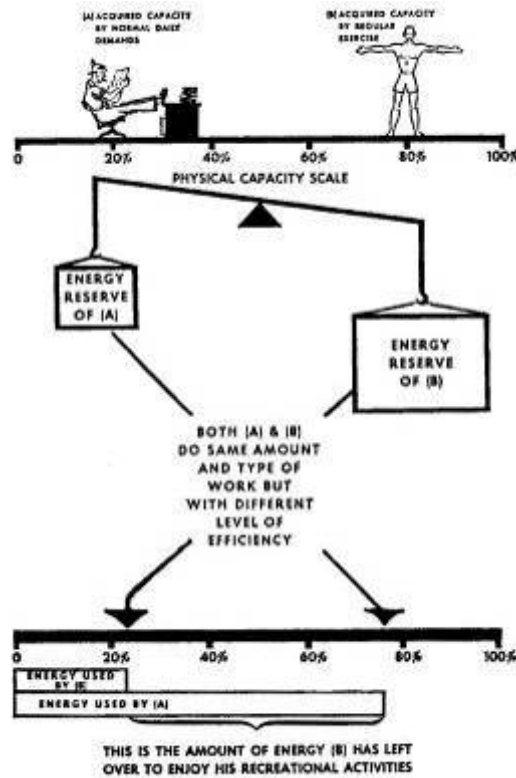 (A) ACQUIRED CAPACITY
BY NORMAL DAILY
DEMANDS
(B) ACQUIRED CAPACITY
BY REGULAR
EXERCISE
0 20% 40% 60% 80% 100%
PHYSICAL CAPACITY SCALE
ENERGY
RESERVE
OF (A)
ENERGY
RESERVE
OF (B)
BOTH (A) & (B)
DO SAME AMOUNT
AND TYPE OF
WORK BUT
WITH DIFFERENT
LEVEL OF
EFFICIENCY
0 20% 40% 60% 80% 100%
ENERGY USED
BY (B)
ENERGY USED BY (A)
THIS IS THE AMOUNT OF ENERGY (B) HAS LEFT
OVER TO ENJOY HIS RECREATIONAL ACTIVITIES